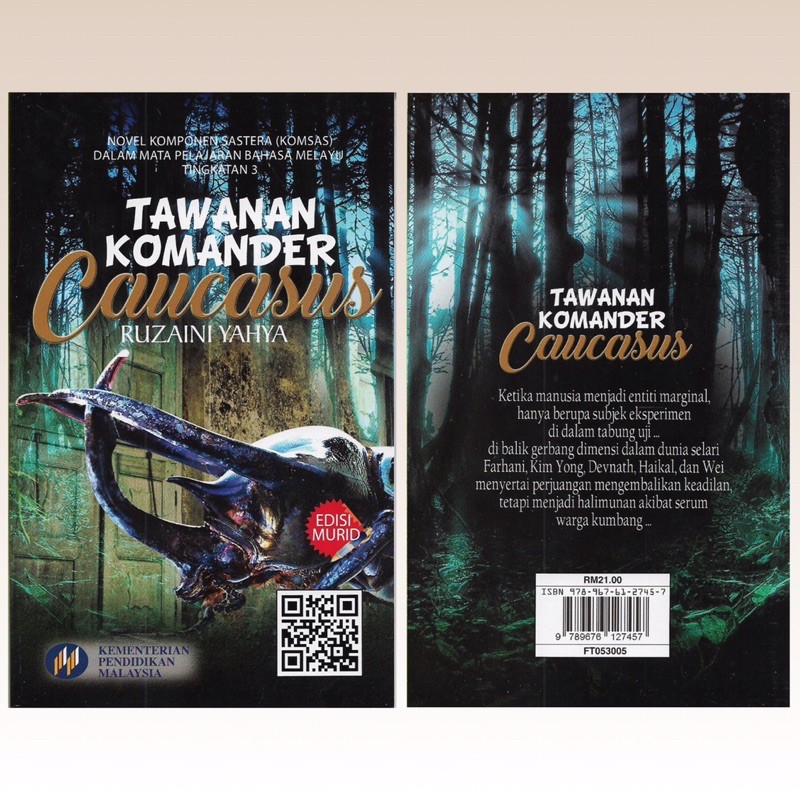 NOVEL KOMPONEN SASTERA (KOMSAS)
DALAM MATA PELAJARAN BAHASA MELAYU
TINGKATAN 3
TAWANAN
KOMANDER
Caucasus
RUZAINI YAHYA
EDISI
MURID
KEMENTERIAN
PENDIDIKAN
MALAYSIA
TAWANAN
KOMANDER
Caucasus
Ketika manusia menjadi entiti marginal,
hanya berupa subjek eksperimen
di dalam tabung uji ...
di balik gerbang dimensi dalam dunia selari
Farhani, Kim Yong, Devnath, Haikal, dan Wei
menyertai perjuangan mengembalikan keadilan,
tetapi menjadi halimunan akibat serum
warga kumbang ...
RM21.00
ISBN 978-967-61-2745-7
9 789676 127457
FT053005